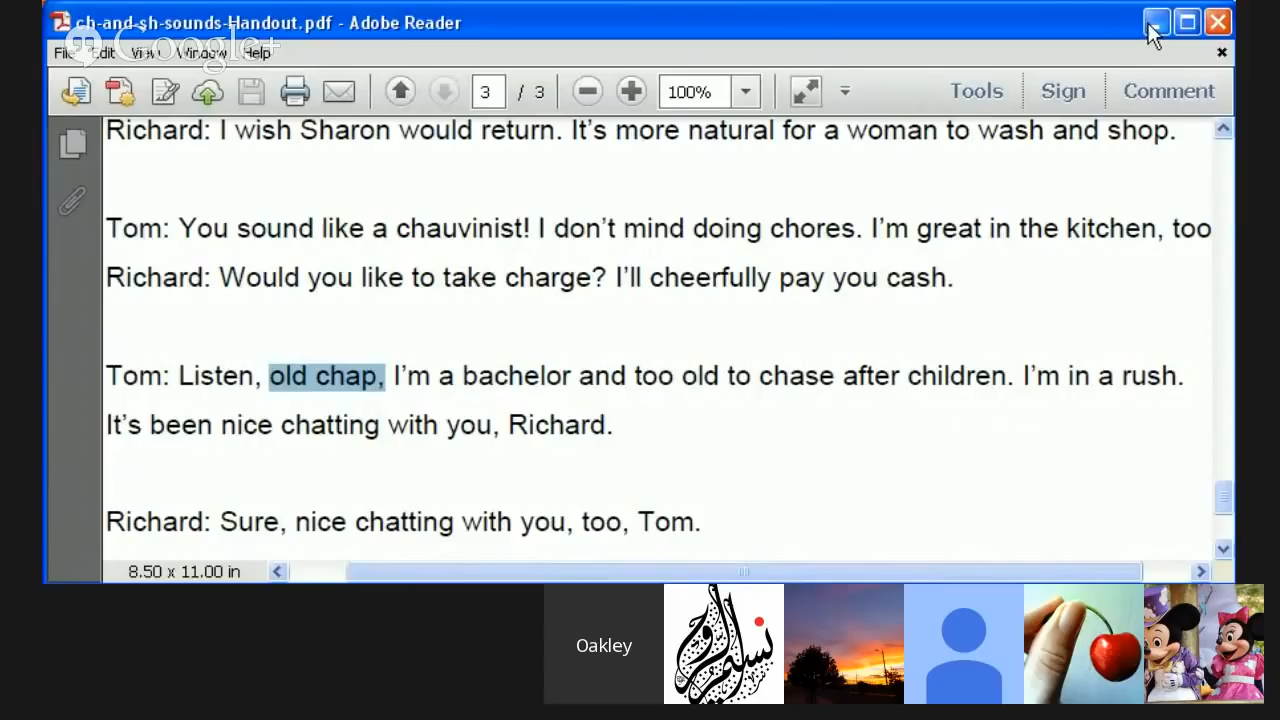 ch-and-sh-sounds-Handout.pdf - Adobe Reader
Google+
File Edit View Window Help
3 / 3 100% Tools Sign Comment
Richard: I wish Sharon would return. It’s more natural for a woman to wash and shop.
Tom: You sound like a chauvinist! I don’t mind doing chores. I’m great in the kitchen, too
Richard: Would you like to take charge? I’ll cheerfully pay you cash.
Tom: Listen, old chap, I’m a bachelor and too old to chase after children. I’m in a rush.
It’s been nice chatting with you, Richard.
Richard: Sure, nice chatting with you, too, Tom.
8.50 x 11.00 in
Oakley